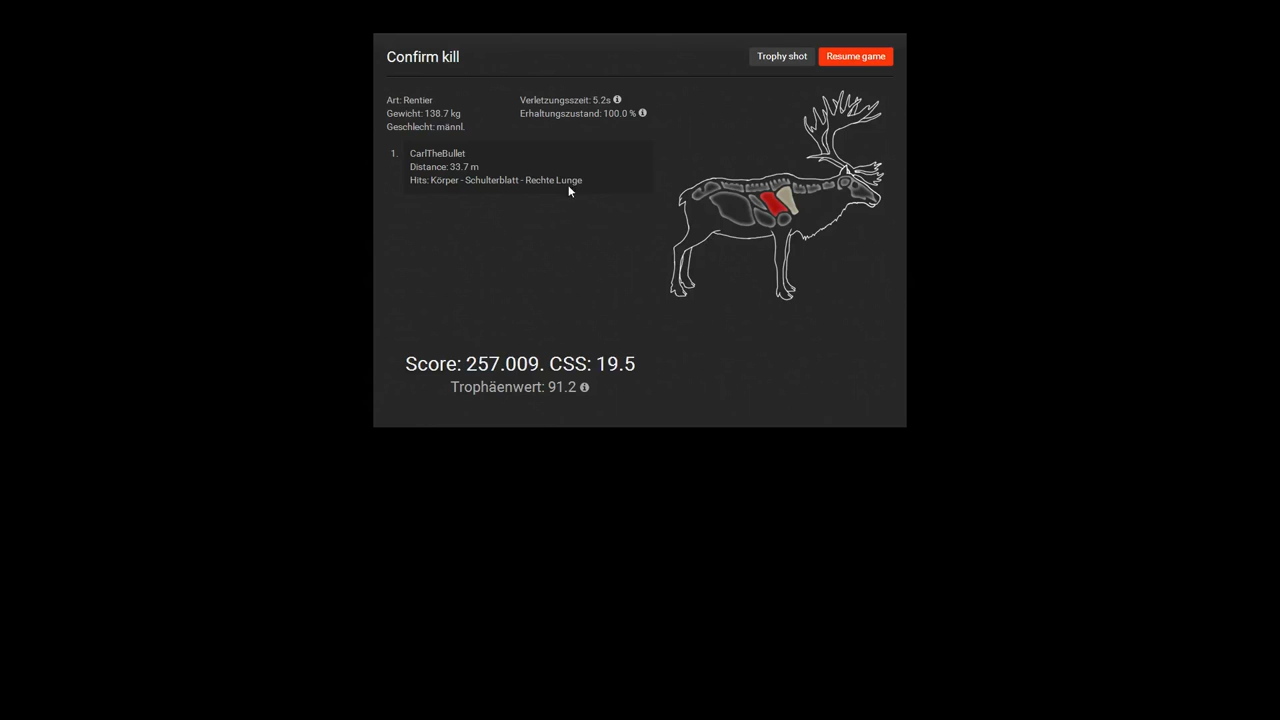 Confirm kill
Trophy shot
Resume game
Art: Rentier
Gewicht: 138.7 kg
Geschlecht: männl.
Verletzungsszeit: 5.2s
Erhaltungszustand: 100.0 %
1. CarlTheBullet
Distance: 33.7 m
Hits: Körper - Schulterblatt - Rechte Lunge
Score: 257.009. CSS: 19.5
Trophäenwert: 91.2